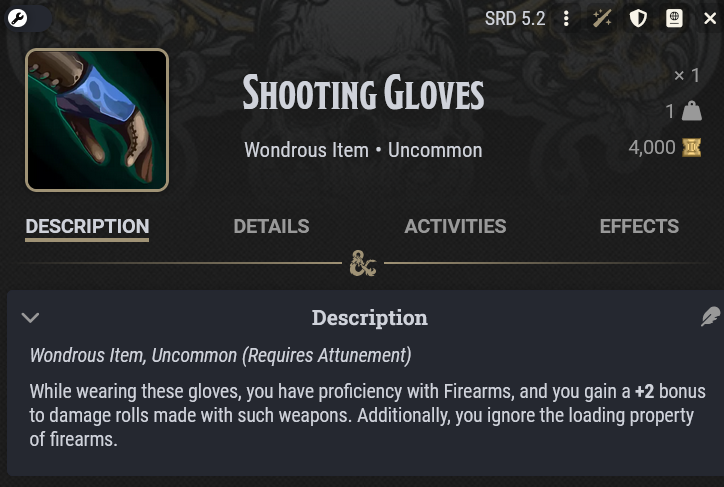 SRD 5.2
SHOOTING GLOVES
Wondrous Item • Uncommon
× 1
1
4,000
DESCRIPTION
DETAILS
ACTIVITIES
EFFECTS
&
Description
Wondrous Item, Uncommon (Requires Attunement)
While wearing these gloves, you have proficiency with Firearms, and you gain a +2 bonus
to damage rolls made with such weapons. Additionally, you ignore the loading property
of firearms.